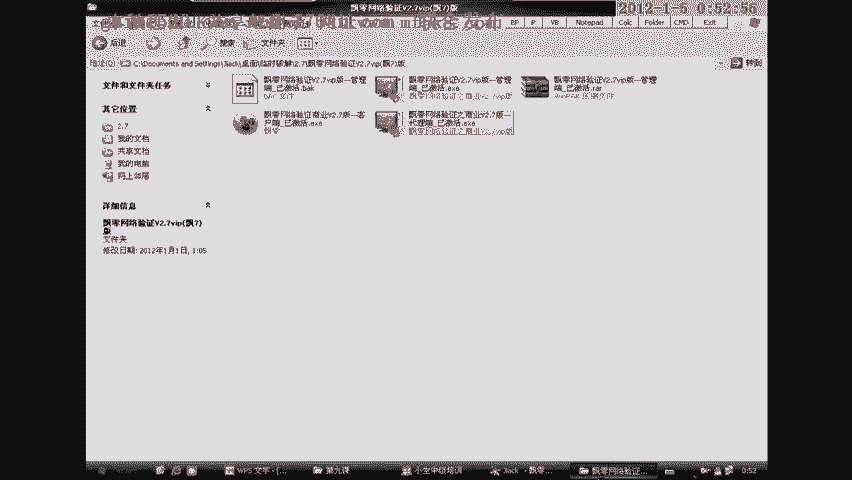 飘零网络验证V2.7vip(飘7)版
2012-1-5 0:52:56
BP P VB Notepad Calc Folder CMD Exit
后退 搜索 文件夹
地址(D) C:\Documents and Settings\Jack\桌面\临时破解\2.7\飘零网络验证V2.7vip(飘7)版 转到
文件和文件夹任务
其它位置
2.7
我的文档
共享文档
我的电脑
网上邻居
详细信息
飘零网络验证V2.7vip(飘7)
版
文件夹
修改日期: 2012年1月1日, 1:05
飘零网络验证V2.7vip版--管理
端_已激活.bak
BAK 文件
飘零网络验证V2.7vip版--管理
端_已激活.exe
飘零网络验证之商业V2.7vip版
飘零网络验证V2.7vip版--管理
端_已激活.rar
WinRAR 压缩文件
飘零网络验证商业V2.7版--客
户端_已激活.exe
飘零网络验证之商业V2.7版--
代理端_已激活.exe
飘零网络验证之商业V2.7vip版
WPS 文字 - [... 第九课 小生中级培训 Jack - 飘零... 飘零网络验证... 0:52